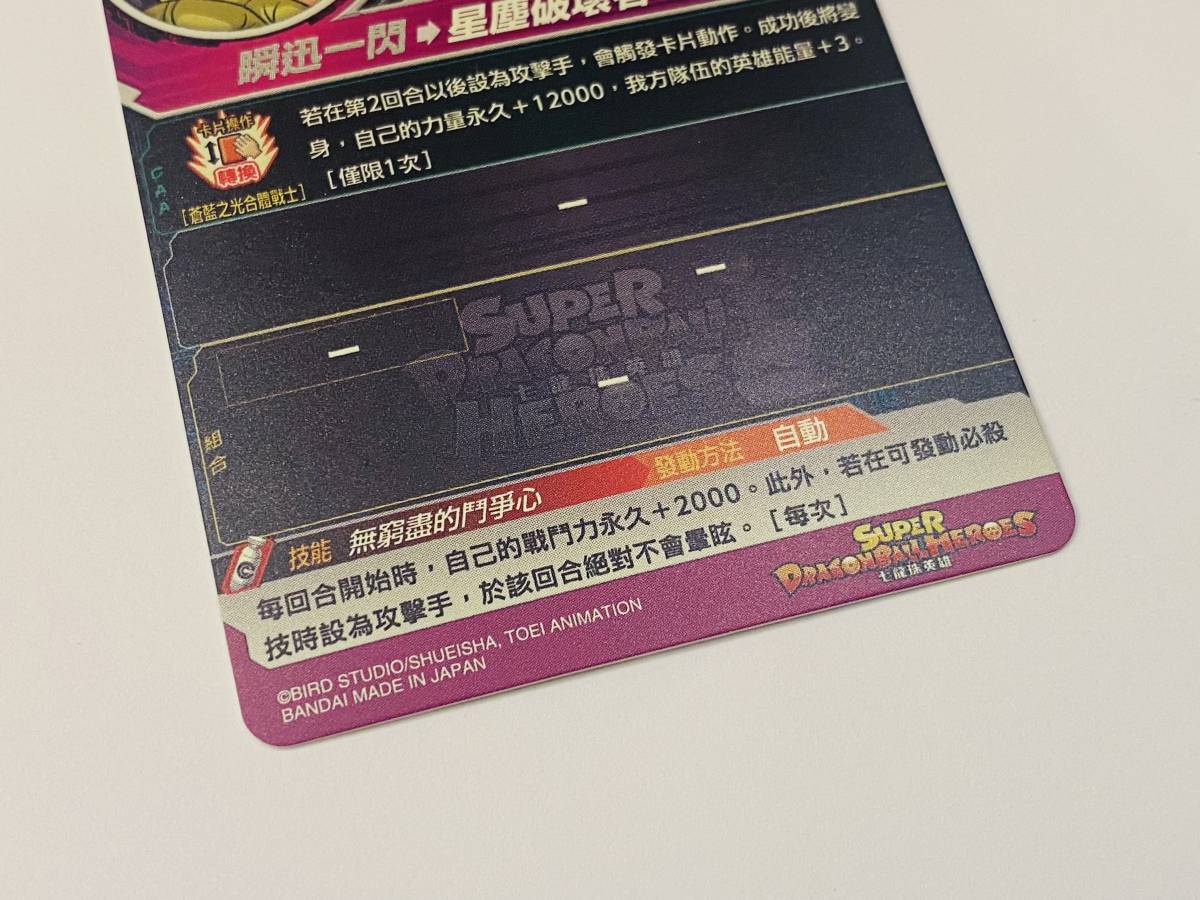 瞬迅一閃➡星塵破壞者
若在第2回合以後設為攻擊手，會觸發卡片動作。成功後將變
身，自己的力量永久＋12000，我方隊伍的英雄能量＋3。
［僅限1次］
卡片操作
轉換
［蒼藍之光合體戰士］
CAA
－
－
－
－
SUPER
DRAGONBALL
七龍珠英雄
HEROES
組合
技能 無窮盡的鬥爭心 發動方法 自動
每回合開始時，自己的戰鬥力永久＋2000。此外，若在可發動必殺
技時設為攻擊手，於該回合絕對不會暈眩。［每次］
SUPER
DRAGONBALL HEROES
七龍珠英雄
©BIRD STUDIO/SHUEISHA, TOEI ANIMATION
BANDAI MADE IN JAPAN